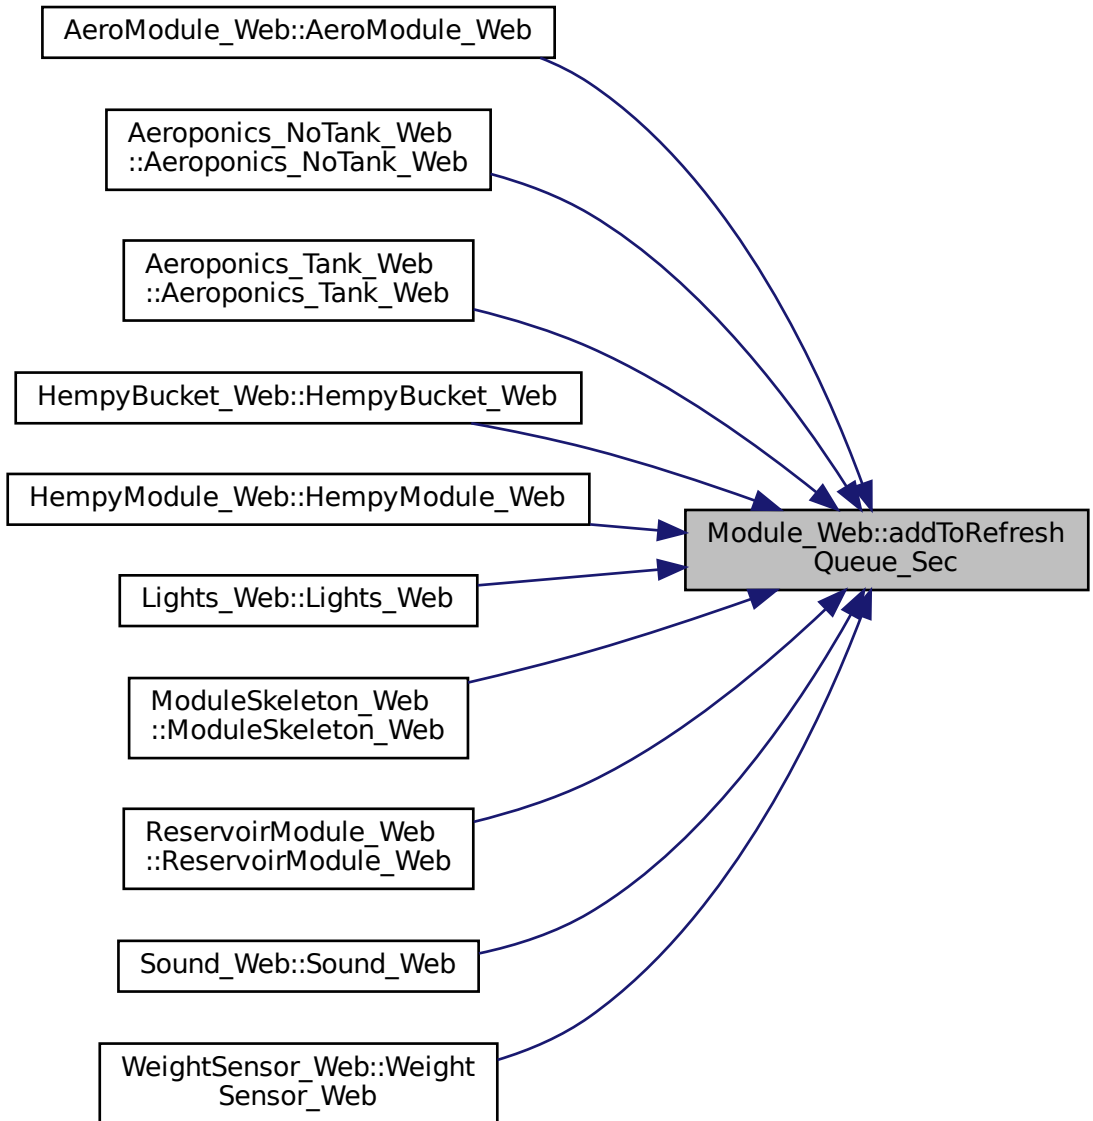 AeroModule_Web::AeroModule_Web
Aeroponics_NoTank_Web
::Aeroponics_NoTank_Web
Aeroponics_Tank_Web
::Aeroponics_Tank_Web
HempyBucket_Web::HempyBucket_Web
HempyModule_Web::HempyModule_Web
Module_Web::addToRefresh
Queue_Sec
Lights_Web::Lights_Web
ModuleSkeleton_Web
::ModuleSkeleton_Web
ReservoirModule_Web
::ReservoirModule_Web
Sound_Web::Sound_Web
WeightSensor_Web::Weight
Sensor_Web